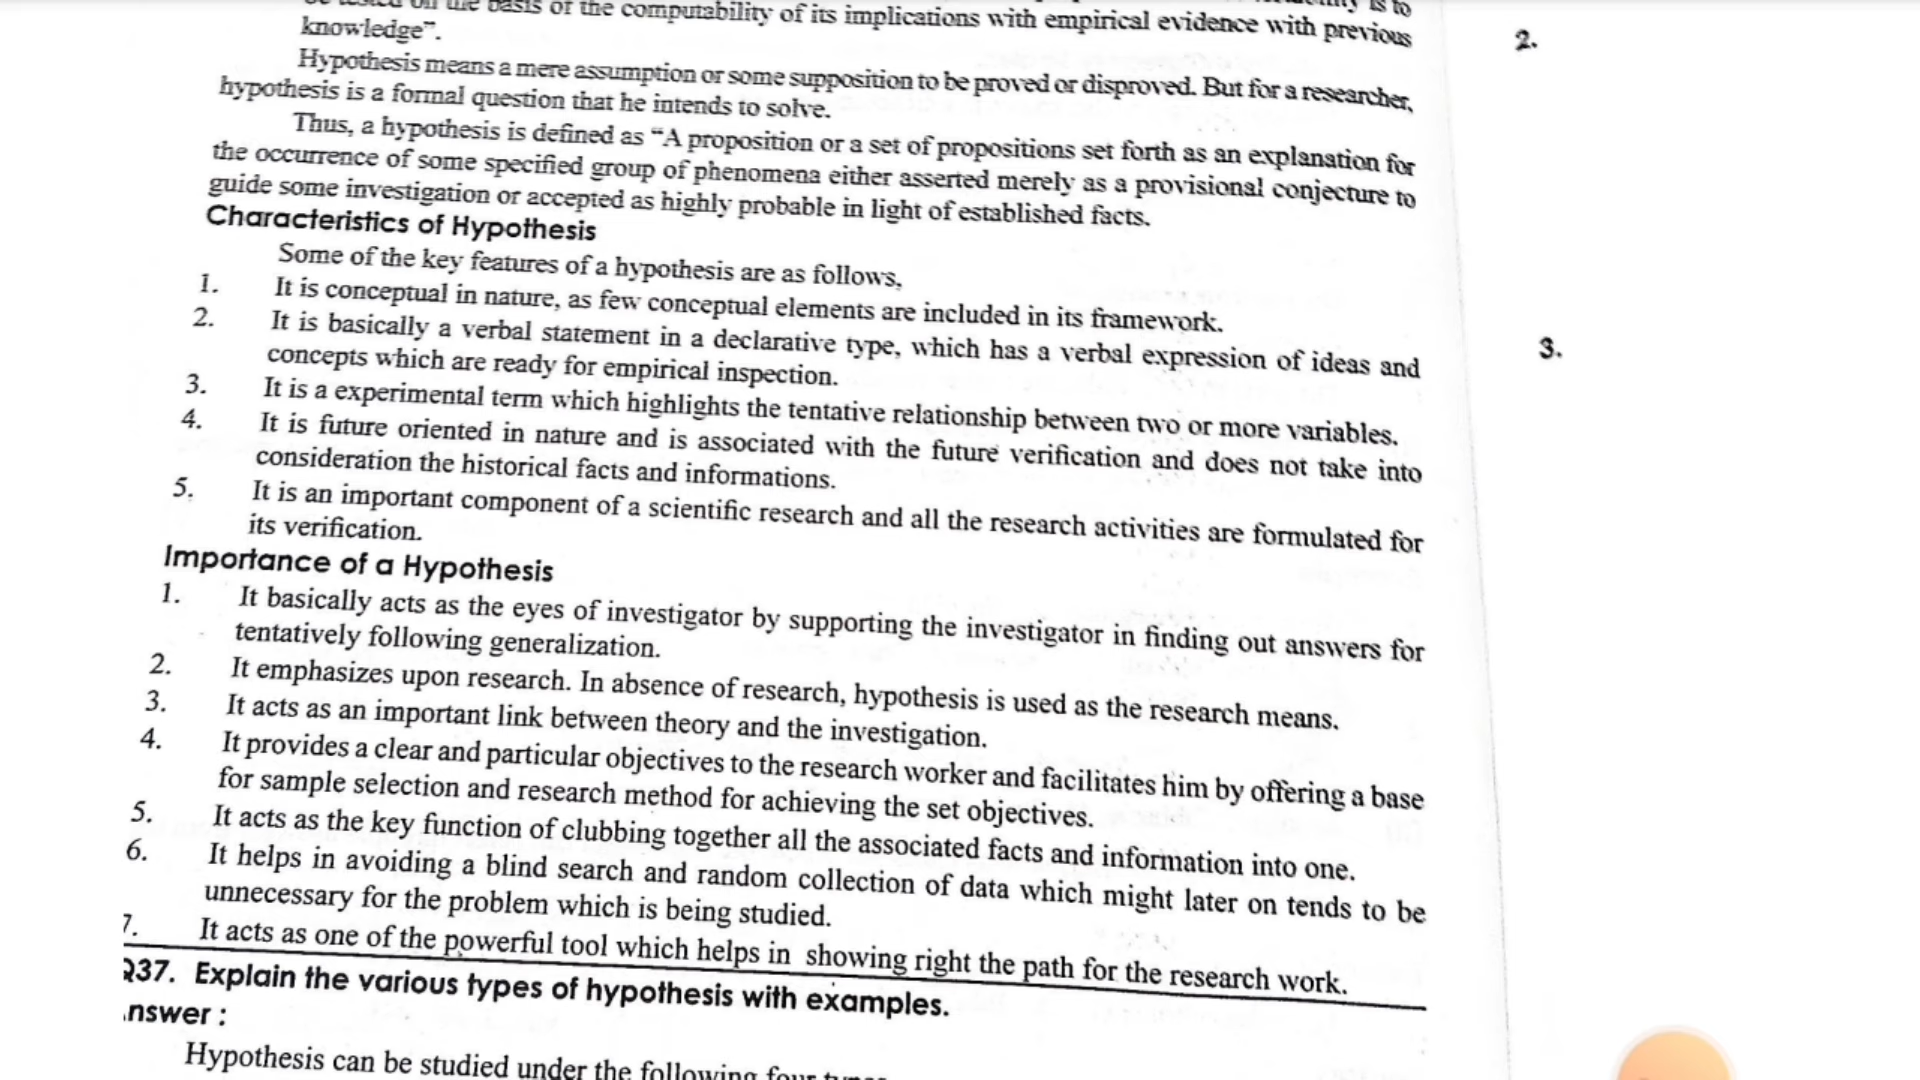 the basis of the computability of its implications with empirical evidence with previous
knowledge".
Hypothesis means a mere assumption or some supposition to be proved or disproved. But for a researcher,
hypothesis is a formal question that he intends to solve.
Thus, a hypothesis is defined as "A proposition or a set of propositions set forth as an explanation for
the occurrence of some specified group of phenomena either asserted merely as a provisional conjecture to
guide some investigation or accepted as highly probable in light of established facts.
Characteristics of Hypothesis
Some of the key features of a hypothesis are as follows,
1. It is conceptual in nature, as few conceptual elements are included in its framework.
2. It is basically a verbal statement in a declarative type, which has a verbal expression of ideas and
concepts which are ready for empirical inspection.
3. It is a experimental term which highlights the tentative relationship between two or more variables.
4. It is future oriented in nature and is associated with the future verification and does not take into
consideration the historical facts and informations.
5. It is an important component of a scientific research and all the research activities are formulated for
its verification.
Importance of a Hypothesis
1. It basically acts as the eyes of investigator by supporting the investigator in finding out answers for
tentatively following generalization.
2. It emphasizes upon research. In absence of research, hypothesis is used as the research means.
3. It acts as an important link between theory and the investigation.
4. It provides a clear and particular objectives to the research worker and facilitates him by offering a base
for sample selection and research method for achieving the set objectives.
5. It acts as the key function of clubbing together all the associated facts and information into one.
6. It helps in avoiding a blind search and random collection of data which might later on tends to be
unnecessary for the problem which is being studied.
7. It acts as one of the powerful tool which helps in showing right the path for the research work.
Q37. Explain the various types of hypothesis with examples.
nswer :
Hypothesis can be studied under the following four
2.
3.